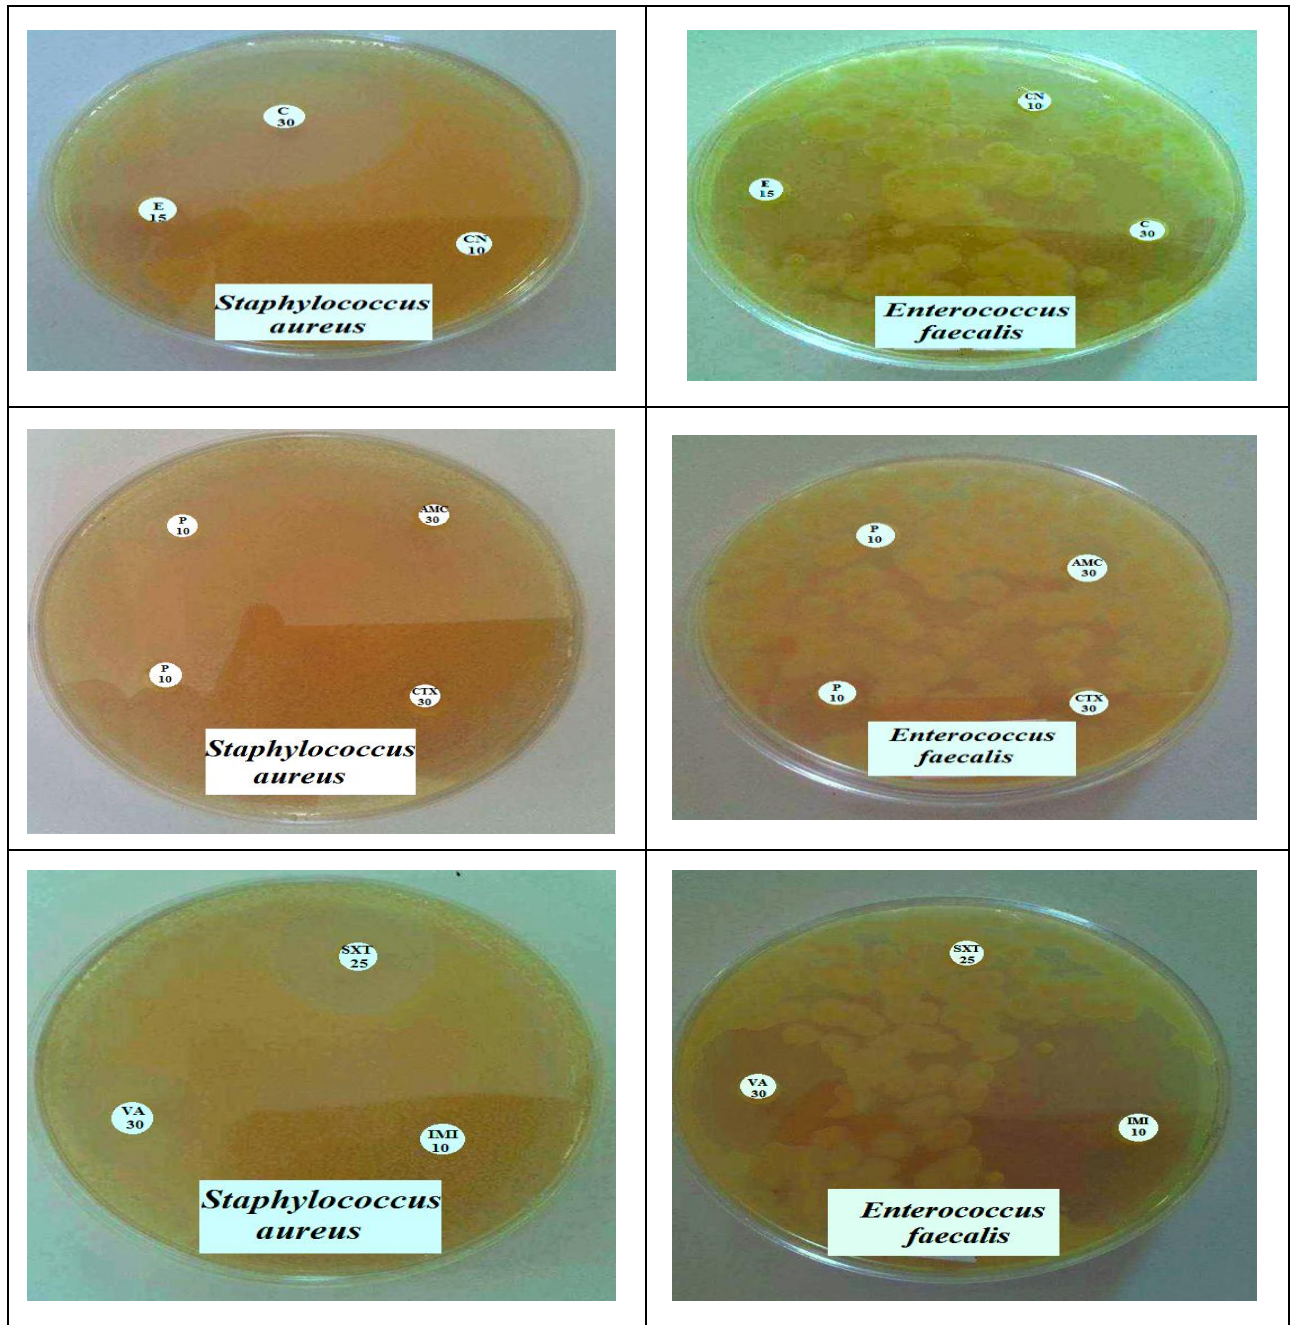 C
30
E
15
CN
10
Staphylococcus
aureus
CN
10
E
15
C
30
Enterococcus
faecalis
P
10
AMC
30
P
10
CTX
30
Staphylococcus
aureus
P
10
AMC
30
P
10
CTX
30
Enterococcus
faecalis
SXT
25
VA
30
IMI
10
Staphylococcus
aureus
SXT
25
VA
30
IMI
10
Enterococcus
faecalis